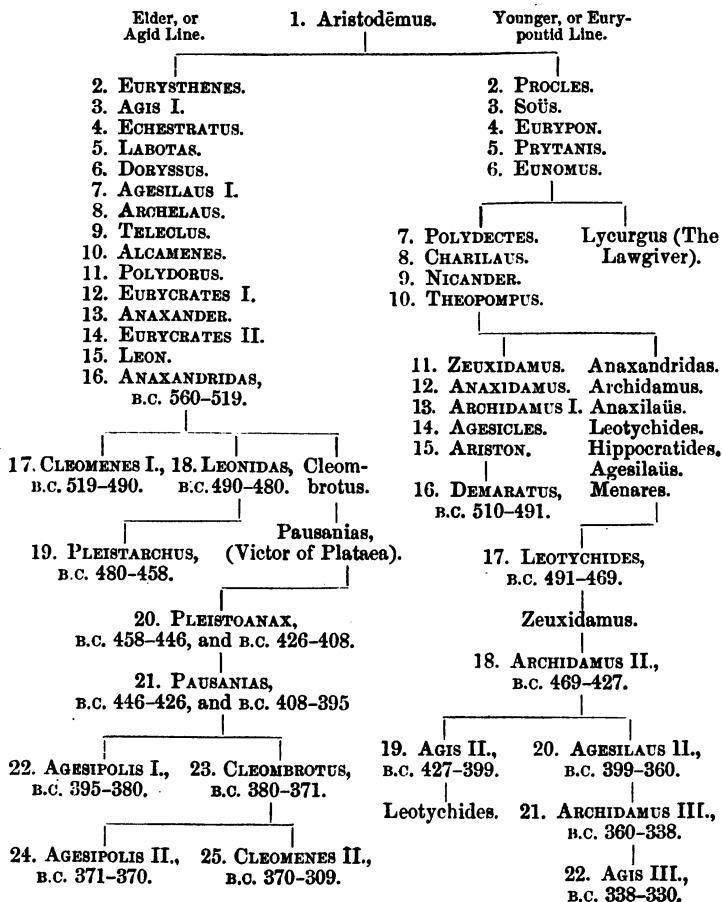 Elder, or
Agid Line.
1. Aristodēmus.
Younger, or Eury-
pontid Line.
2. EURYSTHENES.
3. AGIS I.
4. ECHESTRATUS.
5. LABOTAS.
6. DORYSSUS.
7. AGESILAUS I.
8. ARCHELAUS.
9. TELECLUS.
10. ALCAMENES.
11. POLYDORUS.
12. EURYCRATES I.
13. ANAXANDER.
14. EURYCRATES II.
15. LEON.
16. ANAXANDRIDAS,
B.C. 560–519.
17. CLEOMENES I.,
B.C. 519–490.
18. LEONIDAS,
B.C. 490–480.
Cleom-
brotus.
19. PLEISTARCHUS,
B.C. 480–458.
Pausanias,
(Victor of Plataea).
20. PLEISTOANAX,
B.C. 458–446, and B.C. 426–408.
21. PAUSANIAS,
B.C. 446–426, and B.C. 408–395
22. AGESIPOLIS I.,
B.C. 395–380.
23. CLEOMBROTUS,
B.C. 380–371.
24. AGESIPOLIS II.,
B.C. 371–370.
25. CLEOMENES II.,
B.C. 370–309.
2. PROCLES.
3. SOÜS.
4. EURYPON.
5. PRYTANIS.
6. EUNOMUS.
7. POLYDECTES.
8. CHARILAUS.
9. NICANDER.
10. THEOPOMPUS.
Lycurgus (The
Lawgiver).
11. ZEUXIDAMUS.
12. ANAXIDAMUS.
13. ARCHIDAMUS I.
14. AGESICLES.
15. ARISTON.
16. DEMARATUS,
B.C. 510–491.
Anaxandridas.
Archidamus.
Anaxilaüs.
Leotychides.
Hippocratides.
Agesilaüs.
Menares.
17. LEOTYCHIDES,
B.C. 491–469.
Zeuxidamus.
18. ARCHIDAMUS II.,
B.C. 469–427.
19. AGIS II.,
B.C. 427–399.
Leotychides.
20. AGESILAUS II.,
B.C. 399–360.
21. ARCHIDAMUS III.,
B.C. 360–338.
22. AGIS III.,
B.C. 338–330.